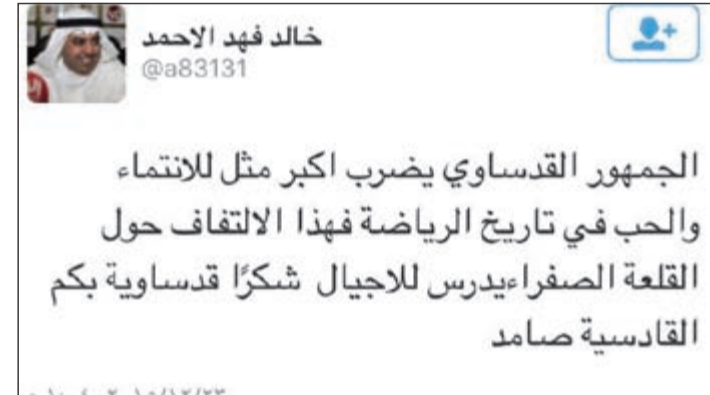 خالد فهد الاحمد
@a83131
الجمهور القدساوي يضرب اكبر مثل للانتماء
والحب في تاريخ الرياضة فهذا الالتفاف حول
القلعة الصفراءيدرس للاجيال شكرًا قدساوية بكم
القادسية صامد